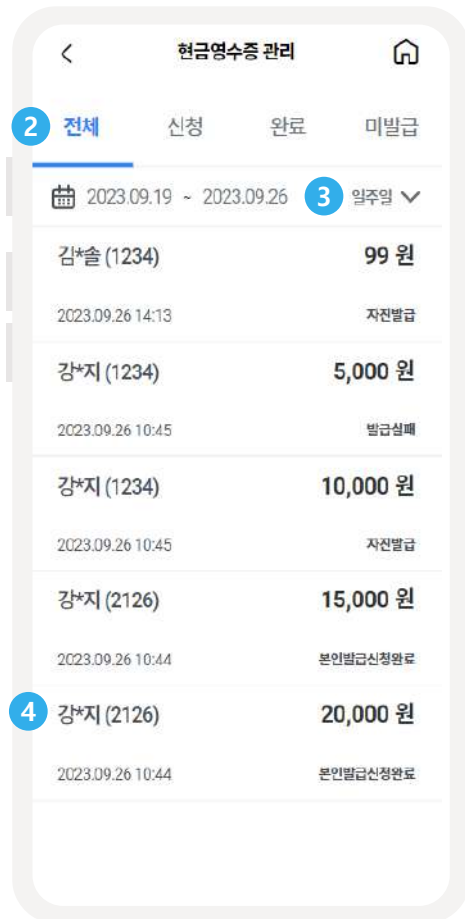 현금영수증 관리
2 전체 신청 완료 미발급
2023.09.19 ~ 2023.09.26 3 일주일
김*솔 (1234) 99 원
2023.09.26 14:13 자진발급
강*지 (1234) 5,000 원
2023.09.26 10:45 발급실패
강*지 (1234) 10,000 원
2023.09.26 10:45 자진발급
강*지 (2126) 15,000 원
2023.09.26 10:44 본인발급신청완료
4 강*지 (2126) 20,000 원
2023.09.26 10:44 본인발급신청완료